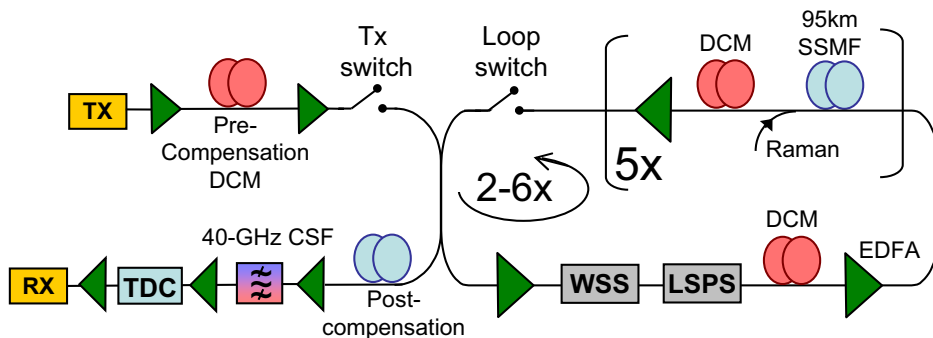 TX
Pre-
Compensation
DCM
Tx
switch
Loop
switch
DCM
95km
SSMF
Raman
5x
2-6x
RX
TDC
40-GHz CSF
Post-
compensation
WSS
LSPS
DCM
EDFA